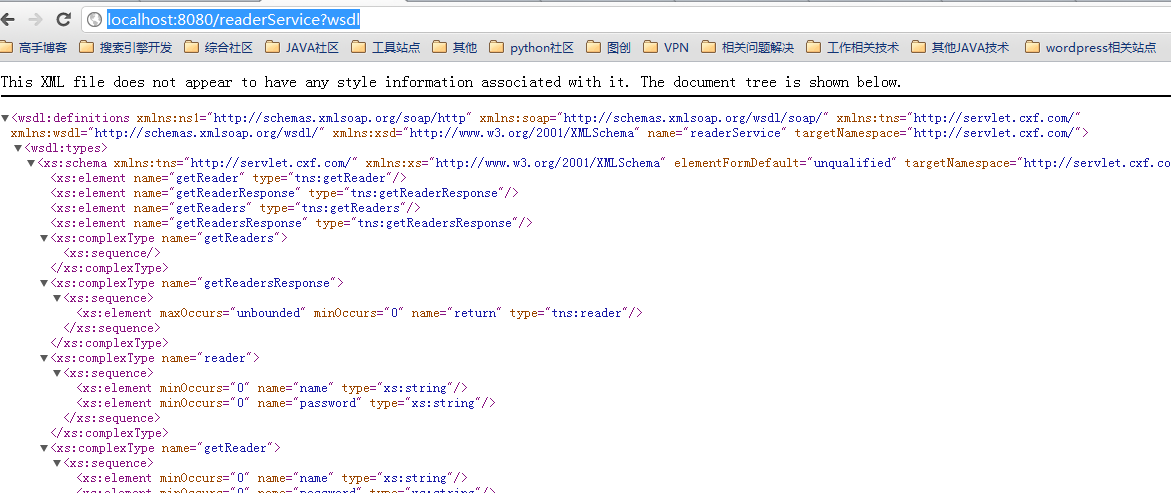 localhost:8080/readerService?wsdl
高手博客 搜索引擎开发 综合社区 JAVA社区 工具站点 其他 python社区 图创 VPN 相关问题解决 工作相关技术 其他JAVA技术 wordpress相关站点
This XML file does not appear to have any style information associated with it. The document tree is shown below.
<wsdl:definitions xmlns:ns1="http://schemas.xmlsoap.org/soap/http" xmlns:soap="http://schemas.xmlsoap.org/wsdl/soap/" xmlns:tns="http://servlet.cxf.com/"
xmlns:wsdl="http://schemas.xmlsoap.org/wsdl/" xmlns:xsd="http://www.w3.org/2001/XMLSchema" name="readerService" targetNamespace="http://servlet.cxf.com/">
<wsdl:types>
<xs:schema xmlns:tns="http://servlet.cxf.com/" xmlns:xs="http://www.w3.org/2001/XMLSchema" elementFormDefault="unqualified" targetNamespace="http://servlet.cxf.co
<xs:element name="getReader" type="tns:getReader"/>
<xs:element name="getReaderResponse" type="tns:getReaderResponse"/>
<xs:element name="getReaders" type="tns:getReaders"/>
<xs:element name="getReadersResponse" type="tns:getReadersResponse"/>
<xs:complexType name="getReaders">
<xs:sequence/>
</xs:complexType>
<xs:complexType name="getReadersResponse">
<xs:sequence>
<xs:element maxOccurs="unbounded" minOccurs="0" name="return" type="tns:reader"/>
</xs:sequence>
</xs:complexType>
<xs:complexType name="reader">
<xs:sequence>
<xs:element minOccurs="0" name="name" type="xs:string"/>
<xs:element minOccurs="0" name="password" type="xs:string"/>
</xs:sequence>
</xs:complexType>
<xs:complexType name="getReader">
<xs:sequence>
<xs:element minOccurs="0" name="name" type="xs:string"/>
<xs:element minOccurs="0" name="password" type="xs:string"/>